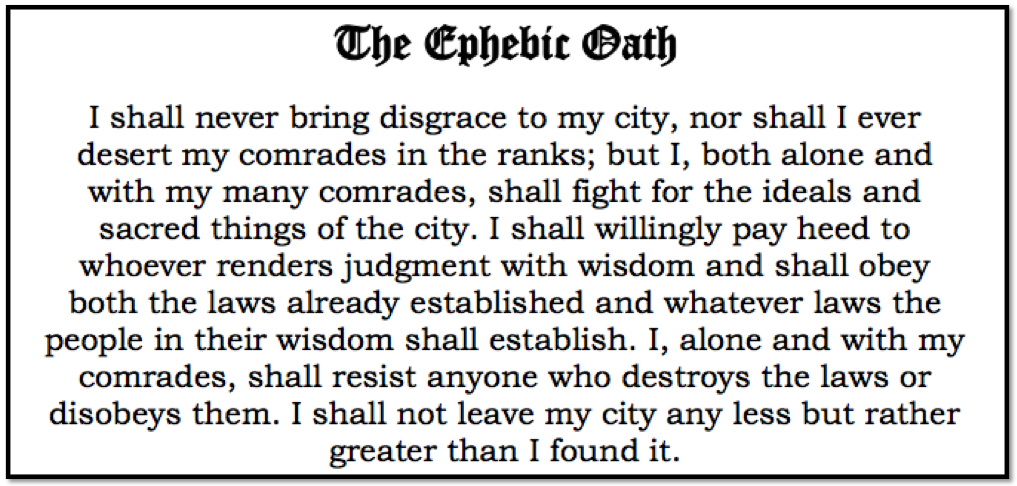 The Ephebic Oath
I shall never bring disgrace to my city, nor shall I ever
desert my comrades in the ranks; but I, both alone and
with my many comrades, shall fight for the ideals and
sacred things of the city. I shall willingly pay heed to
whoever renders judgment with wisdom and shall obey
both the laws already established and whatever laws the
people in their wisdom shall establish. I, alone and with my
comrades, shall resist anyone who destroys the laws or
disobeys them. I shall not leave my city any less but rather
greater than I found it.